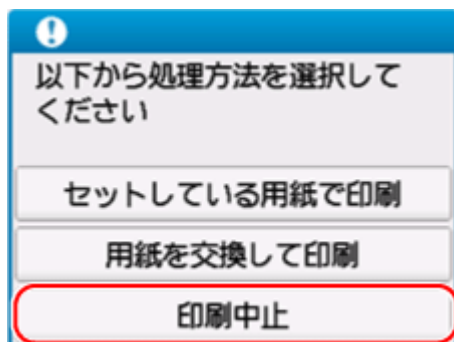 以下から処理方法を選択して
ください
セットしている用紙で印刷
用紙を交換して印刷
印刷中止